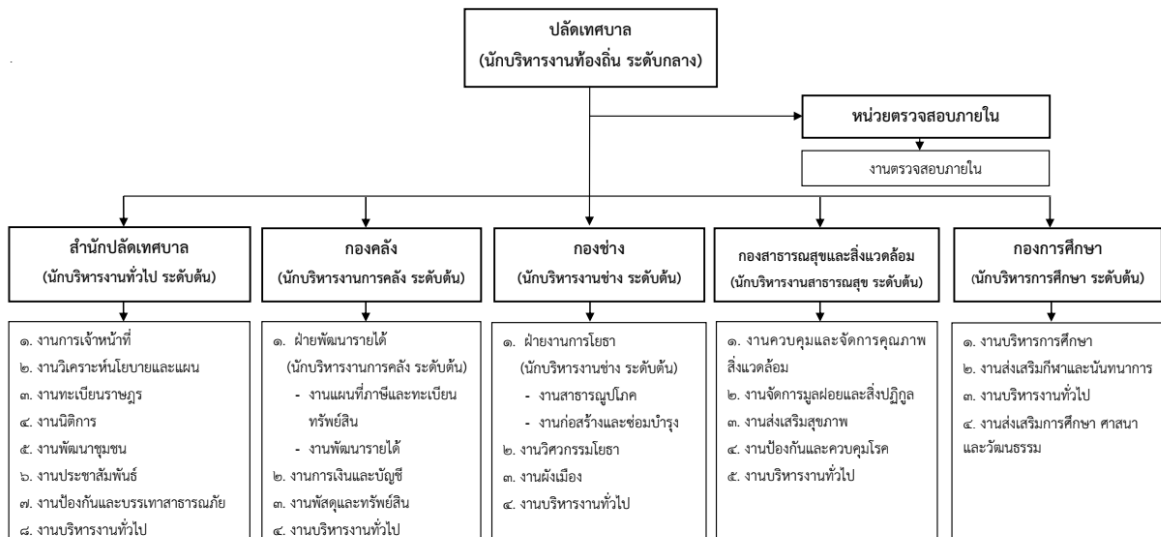 ปลัดเทศบาล
(นักบริหารงานท้องถิ่น ระดับกลาง)
หน่วยตรวจสอบภายใน
งานตรวจสอบภายใน
สำนักปลัดเทศบาล
(นักบริหารงานทั่วไป ระดับต้น)
๑. งานการเจ้าหน้าที่
๒. งานวิเคราะห์นโยบายและแผน
๓. งานทะเบียนราษฎร
๔. งานนิติการ
๕. งานพัฒนาชุมชน
๖. งานประชาสัมพันธ์
๗. งานป้องกันและบรรเทาสาธารณภัย
๘. งานบริหารงานทั่วไป
กองคลัง
(นักบริหารงานการคลัง ระดับต้น)
๑. ฝ่ายพัฒนารายได้
(นักบริหารงานการคลัง ระดับต้น)
- งานแผนที่ภาษีและทะเบียน
ทรัพย์สิน
- งานพัฒนารายได้
๒. งานการเงินและบัญชี
๓. งานพัสดุและทรัพย์สิน
๔. งานบริหารงานทั่วไป
กองช่าง
(นักบริหารงานช่าง ระดับต้น)
๑. ฝ่ายงานการโยธา
(นักบริหารงานช่าง ระดับต้น)
- งานสาธารณูปโภค
- งานก่อสร้างและซ่อมบำรุง
๒. งานวิศวกรรมโยธา
๓. งานผังเมือง
๔. งานบริหารงานทั่วไป
กองสาธารณสุขและสิ่งแวดล้อม
(นักบริหารงานสาธารณสุข ระดับต้น)
๑. งานควบคุมและจัดการคุณภาพ
สิ่งแวดล้อม
๒. งานจัดการมูลฝอยและสิ่งปฏิกูล
๓. งานส่งเสริมสุขภาพ
๔. งานป้องกันและควบคุมโรค
๕. งานบริหารงานทั่วไป
กองการศึกษา
(นักบริหารการศึกษา ระดับต้น)
๑. งานบริหารการศึกษา
๒. งานส่งเสริมกีฬาและนันทนาการ
๓. งานบริหารงานทั่วไป
๔. งานส่งเสริมการศึกษา ศาสนา
และวัฒนธรรม